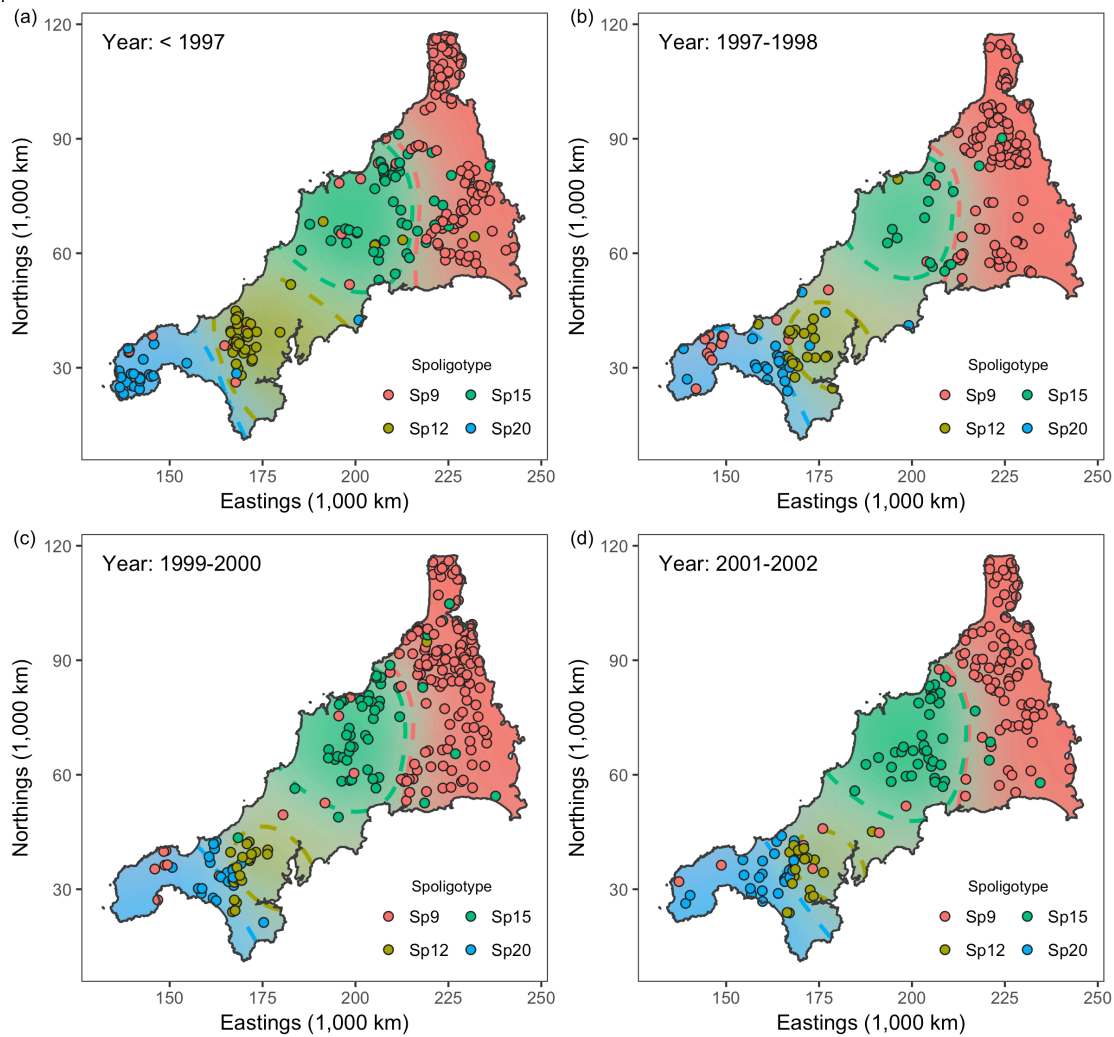 (a)
Year: < 1997
120
90
60
30
Northings (1,000 km)
150
175
200
225
250
Eastings (1,000 km)
Spoligotype
Sp9
Sp15
Sp12
Sp20
(b)
Year: 1997-1998
120
90
60
30
Northings (1,000 km)
150
175
200
225
250
Eastings (1,000 km)
Spoligotype
Sp9
Sp15
Sp12
Sp20
(c)
Year: 1999-2000
120
90
60
30
Northings (1,000 km)
150
175
200
225
250
Eastings (1,000 km)
Spoligotype
Sp9
Sp15
Sp12
Sp20
(d)
Year: 2001-2002
120
90
60
30
Northings (1,000 km)
150
175
200
225
250
Eastings (1,000 km)
Spoligotype
Sp9
Sp15
Sp12
Sp20